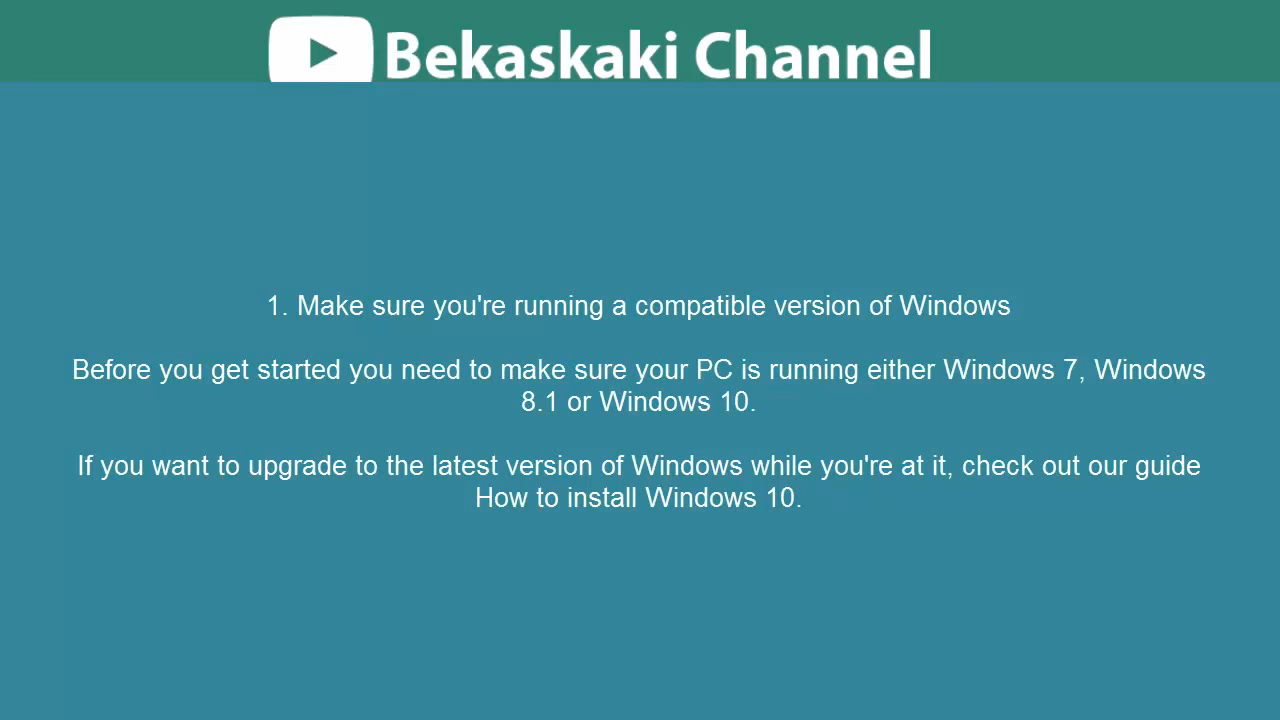 Bekaskaki Channel
1. Make sure you're running a compatible version of Windows
Before you get started you need to make sure your PC is running either Windows 7, Windows
8.1 or Windows 10.
If you want to upgrade to the latest version of Windows while you're at it, check out our guide
How to install Windows 10.